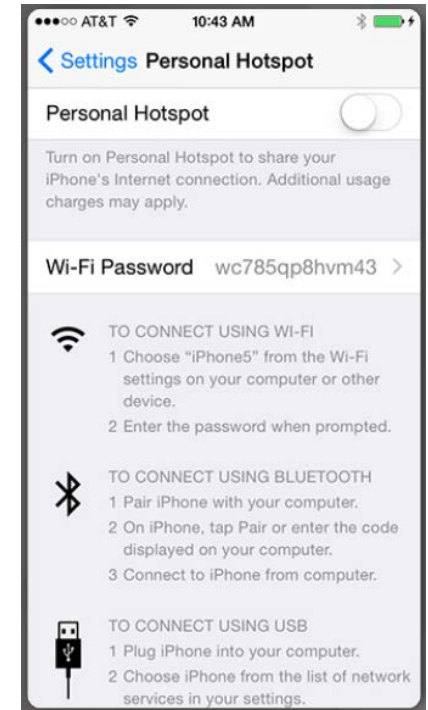 AT&T 10:43 AM
Settings Personal Hotspot
Personal Hotspot
Turn on Personal Hotspot to share your
iPhone's Internet connection. Additional usage
charges may apply.
Wi-Fi Password wc785qp8hvm43
TO CONNECT USING WI-FI
1 Choose “iPhone5” from the Wi-Fi
settings on your computer or other
device.
2 Enter the password when prompted.
TO CONNECT USING BLUETOOTH
1 Pair iPhone with your computer.
2 On iPhone, tap Pair or enter the code
displayed on your computer.
3 Connect to iPhone from computer.
TO CONNECT USING USB
1 Plug iPhone into your computer.
2 Choose iPhone from the list of network
services in your settings.